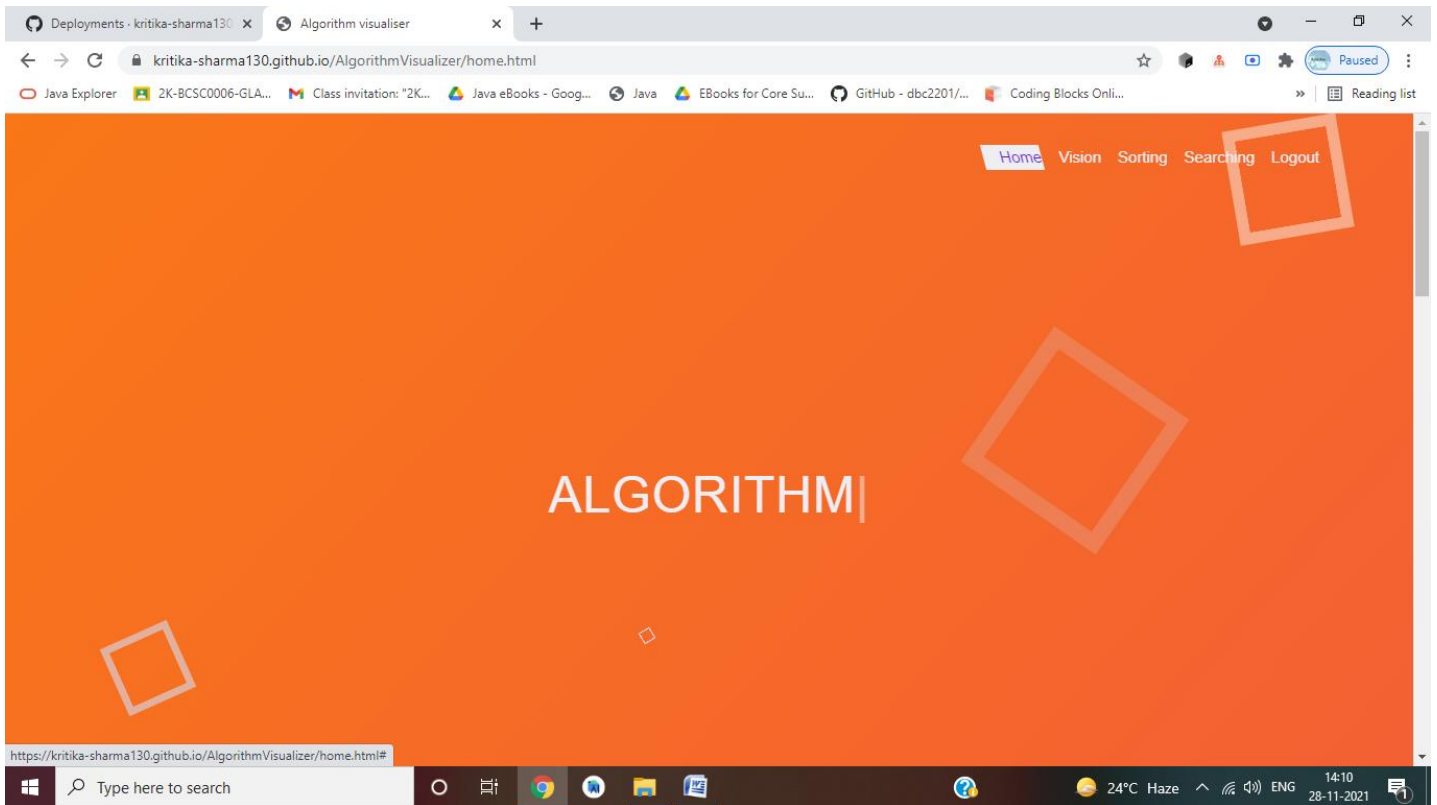 Deployments · kritika-sharma130
Algorithm visualiser
kritika-sharma130.github.io/AlgorithmVisualizer/home.html
Paused
Java Explorer
2K-BCSC0006-GLA...
Class invitation: "2K...
Java eBooks - Goog...
Java
EBooks for Core Su...
GitHub - dbc2201/...
Coding Blocks Onli...
»
Reading list
Home Vision Sorting Searching Logout
ALGORITHM|
https://kritika-sharma130.github.io/AlgorithmVisualizer/home.html#
Type here to search
24°C Haze
ENG
14:10
28-11-2021
1